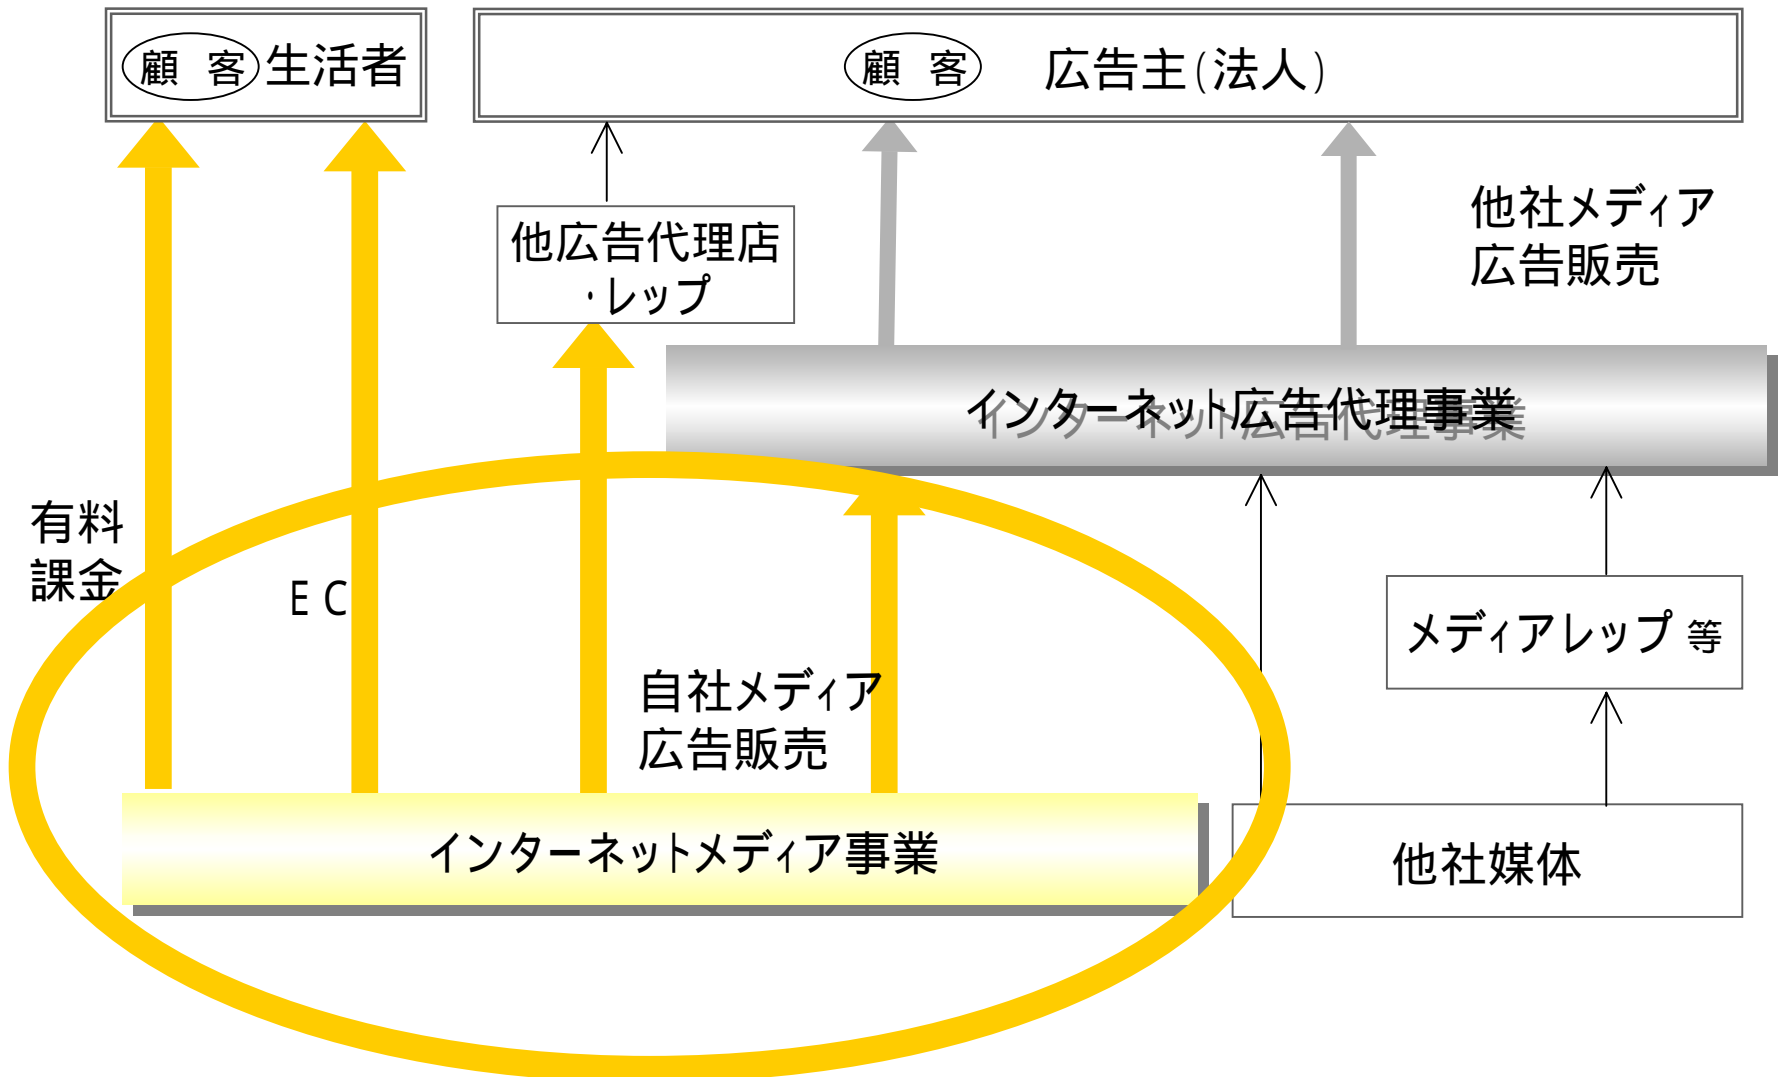 顧 客 生活者
顧 客 広告主(法人)
他広告代理店
・レップ
他社メディア
広告販売
インターネット広告代理事業
有料
課金
EC
メディアレップ 等
自社メディア
広告販売
インターネットメディア事業
他社媒体